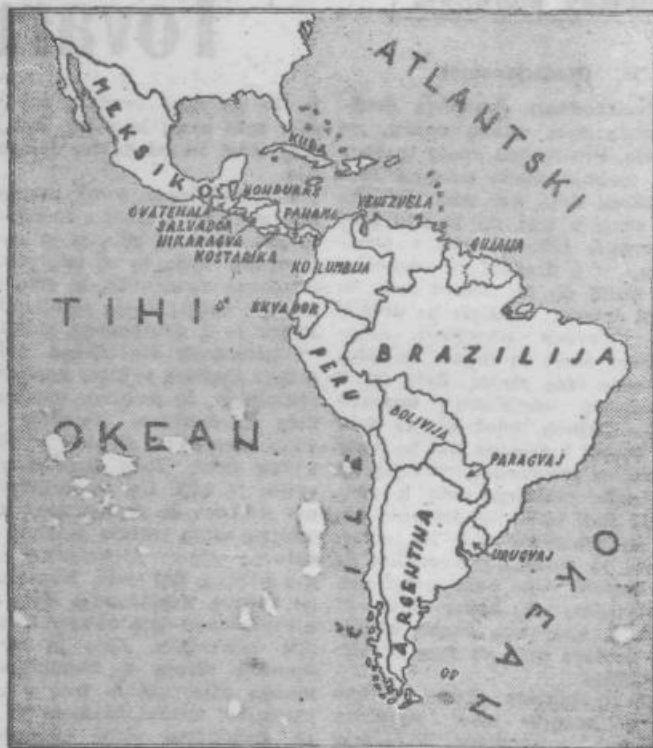 ATLANTSKI
MEKSIKO
KUBA
HONDURAS
GVATEMALA
PANAMA
VENEZUELA
SALVADOR
NIKARAGVA
KOSTARIKA
KOLUMBIJA
TIHI
EKVADOR
BRAZILIJA
PERU
OKEAN
BOLIVIJA
PARAGVAJ
ARGENTINA
URUGVAJ
OKEAN